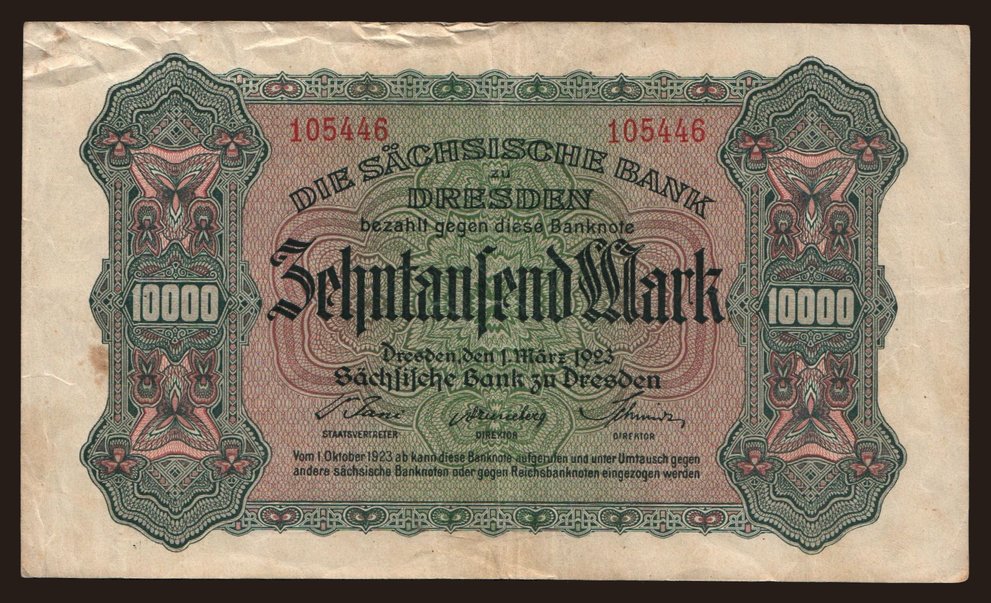 105446 105446
DIE SÄCHSISCHE BANK
zu
DRESDEN
bezahlt gegen diese Banknote
Zehntausend Mark
10000 10000
Dresden, den 1. März 1923
Sächsische Bank zu Dresden
STAATSVERTRETER DIREKTOR DIREKTOR
Vom 1. Oktober 1923 ab kann diese Banknote aufgerufen und unter Umtausch gegen
andere sächsische Banknoten oder gegen Reichsbanknoten eingezogen werden